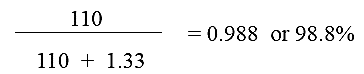 110
110 + 1.33
= 0.988 or 98.8%